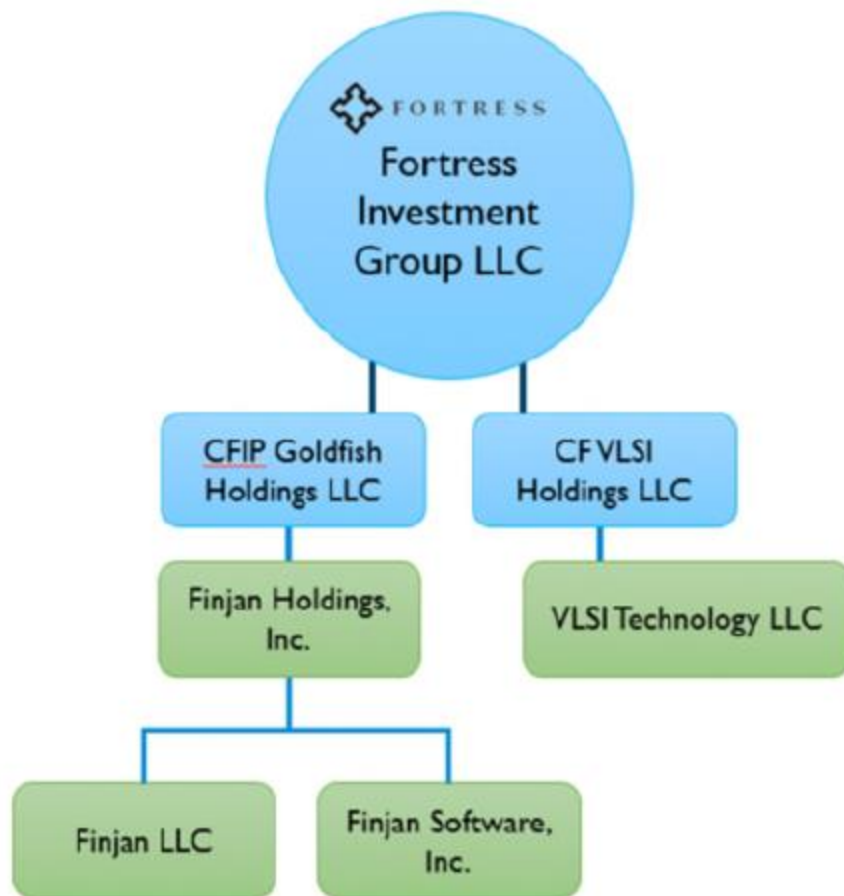 FORTRESS
Fortress
Investment
Group LLC
CFIP Goldfish
Holdings LLC
CF VLSI
Holdings LLC
Finjan Holdings,
Inc.
VLSI Technology LLC
Finjan LLC
Finjan Software,
Inc.